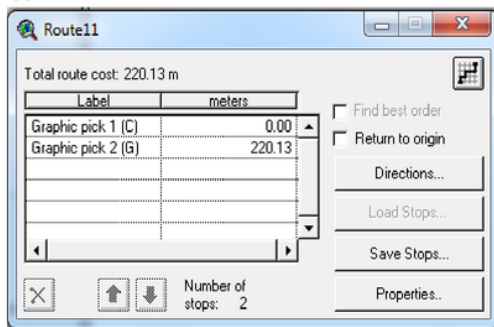 Route11
Total route cost: 220.13 m
Label meters
Graphic pick 1 (C) 0.00
Graphic pick 2 (G) 220.13
Find best order
Return to origin
Directions...
Load Stops...
Save Stops...
Properties..
Number of
stops: 2